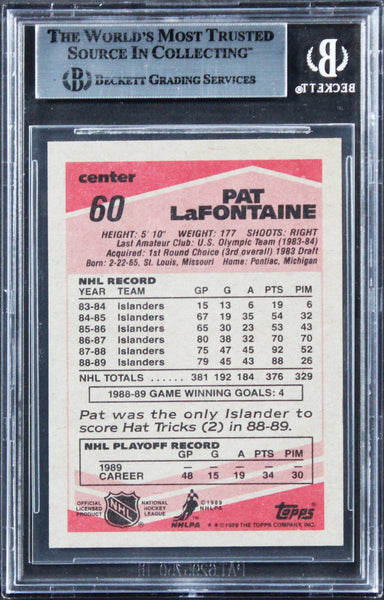 THE WORLD'S MOST TRUSTED
SOURCE IN COLLECTING™
B BECKETT GRADING SERVICES
B
BECKETT
center
60
PAT
LaFONTAINE
HEIGHT: 5' 10" WEIGHT: 177 SHOOTS: RIGHT
Last Amateur Club: U.S. Olympic Team (1983-84)
Acquired: 1st Round Choice (3rd overall) 1983 Draft
Born: 2-22-65, St. Louis, Missouri Home: Pontiac, Michigan
NHL RECORD
YEAR TEAM GP G A PTS PIM
83-84 Islanders 15 13 6 19 6
84-85 Islanders 67 19 35 54 32
85-86 Islanders 65 30 23 53 43
86-87 Islanders 80 38 32 70 70
87-88 Islanders 75 47 45 92 52
88-89 Islanders 79 45 43 88 26
NHL TOTALS ...... 381 192 184 376 329
1988-89 GAME WINNING GOALS: 4
Pat was the only Islander to
score Hat Tricks (2) in 88-89.
NHL PLAYOFF RECORD GP G A PTS PIM
1989 — — — — —
CAREER 48 15 19 34 30
OFFICIAL LICENSED PRODUCT
NHL
NATIONAL HOCKEY LEAGUE
© 1989 NHLPA
NHLPA
Topps
★★ © 1989 THE TOPPS COMPANY, INC.